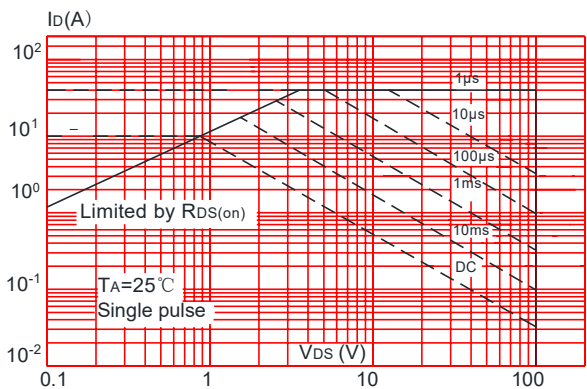 ID(A)
10²
10¹
10⁰
10⁻¹
10⁻²
1µs
10µs
100µs
1ms
10ms
DC
Limited by RDS(on)
TA=25℃
Single pulse
VDS (V)
0.1 1 10 100